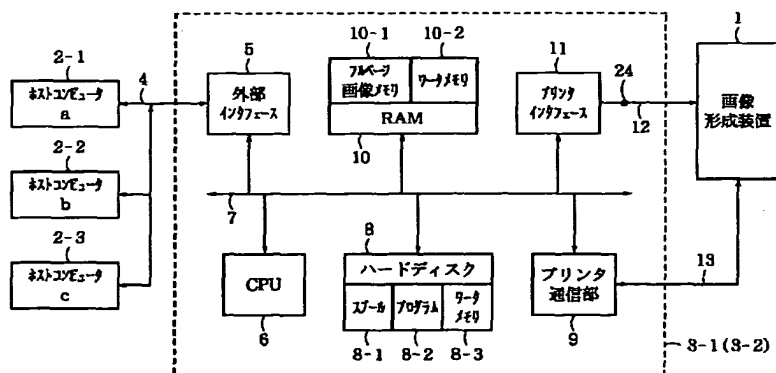 10-1 10-2
1
2-1
4
5
11
ホストコンピュータ
a
外部
インタフェース
フルページ
画像メモリ
ワークメモリ
RAM
10
プリンタ
インタフェース
24
12
画像
形成装置
2-2
ホストコンピュータ
b
7
2-3
ホストコンピュータ
c
CPU
6
8
ハードディスク
スプール
プログラム
ワーク
メモリ
8-1 8-2 8-3
プリンタ
通信部
9
13
3-1(3-2)